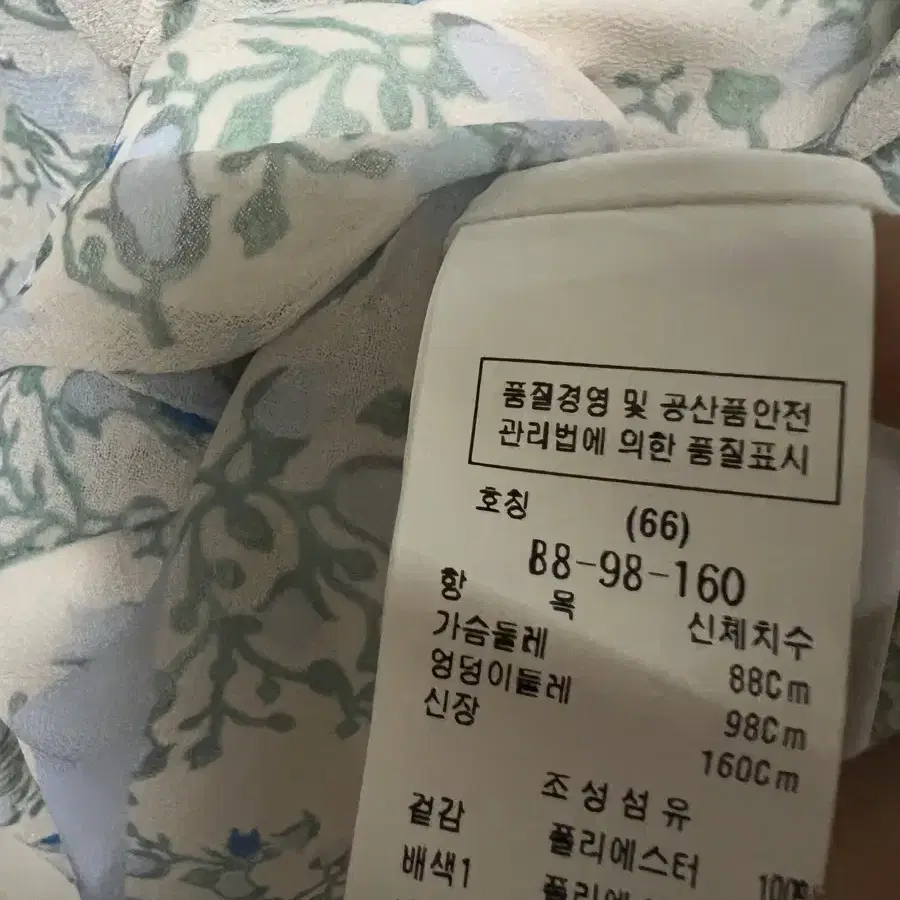 품질경영 및 공산품안전
관리법에 의한 품질표시
호칭 (66)
88-98-160
항 목 신체치수
가슴둘레 88Cm
엉덩이둘레 98Cm
신장 160Cm
조성섬유
겉감 폴리에스터 100%
배색1